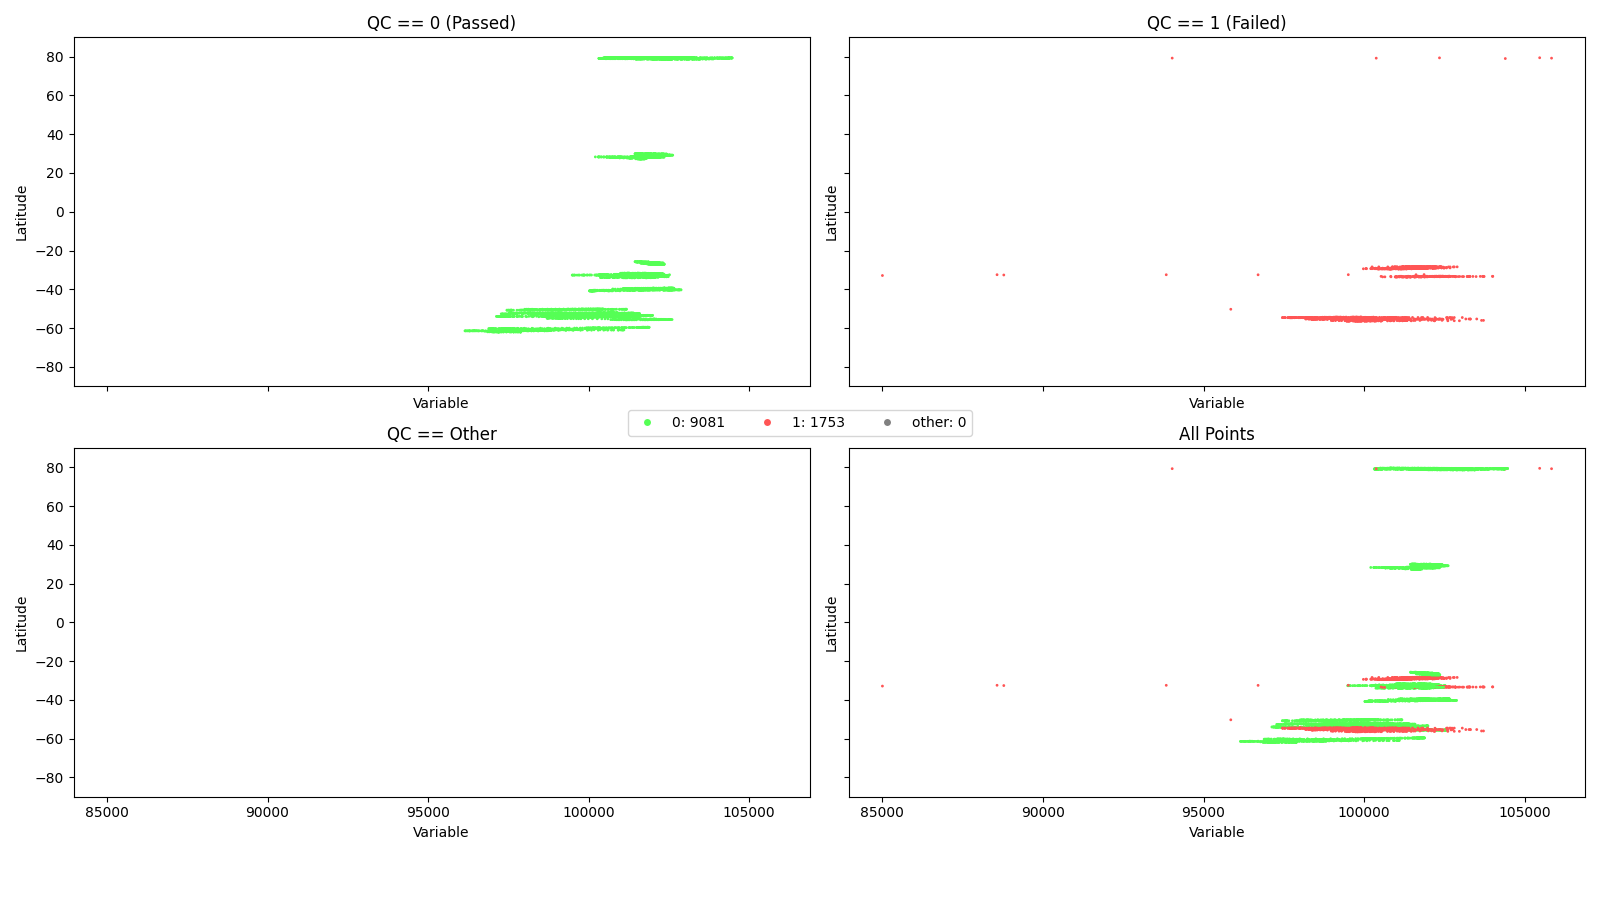 QC == 0 (Passed)
QC == 1 (Failed)
80
60
40
20
0
−20
−40
−60
−80
Latitude
Latitude
Variable
Variable
0: 9081
1: 1753
other: 0
QC == Other
All Points
80
60
40
20
0
−20
−40
−60
−80
Latitude
Latitude
85000 90000 95000 100000 105000
85000 90000 95000 100000 105000
Variable
Variable